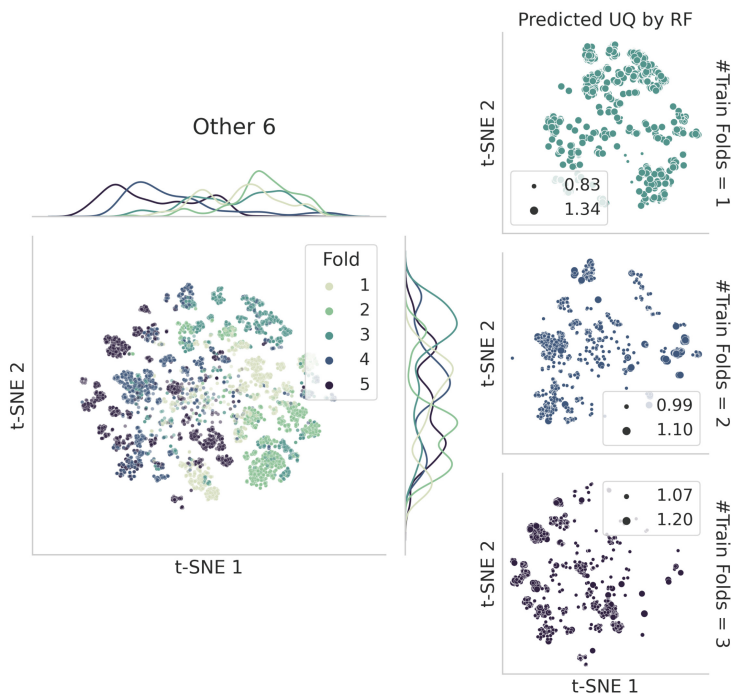 Predicted UQ by RF
Other 6
Fold
1
2
3
4
5
t-SNE 2
t-SNE 1
t-SNE 2
0.83
1.34
#Train Folds = 1
t-SNE 2
0.99
1.10
#Train Folds = 2
t-SNE 2
1.07
1.20
#Train Folds = 3
t-SNE 1